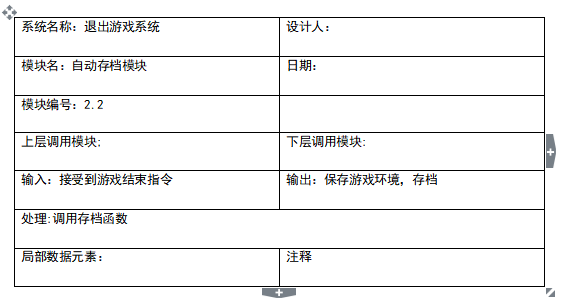 系统名称：退出游戏系统
设计人：
模块名：自动存档模块
日期：
模块编号：2.2
上层调用模块;
下层调用模块:
输入：接受到游戏结束指令
输出：保存游戏环境，存档
处理:调用存档函数
局部数据元素：
注释